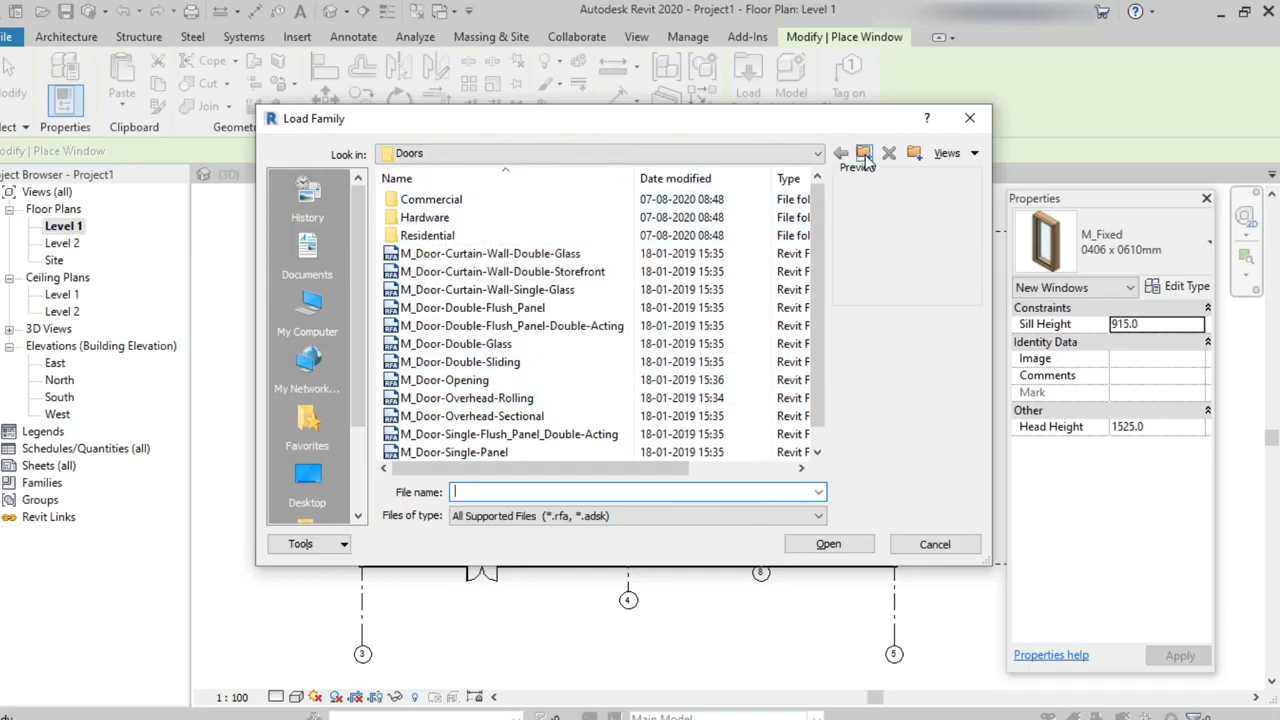 Autodesk Revit 2020 - Project1 - Floor Plan: Level 1
ile Architecture Structure Steel Systems Insert Annotate Analyze Massing & Site Collaborate View Manage Add-Ins Modify | Place Window
odify Paste Cope Cut Join Load Model Tag on
lect Properties Clipboard Geomet
Modify | Place Window
Load Family
Look in: Doors Views
Preview
Name Date modified Type
Commercial 07-08-2020 08:48 File fol
Hardware 07-08-2020 08:48 File fol
Residential 07-08-2020 08:48 File fol
M_Door-Curtain-Wall-Double-Glass 18-01-2019 15:35 Revit F
M_Door-Curtain-Wall-Double-Storefront 18-01-2019 15:35 Revit F
M_Door-Curtain-Wall-Single-Glass 18-01-2019 15:35 Revit F
M_Door-Double-Flush_Panel 18-01-2019 15:35 Revit F
M_Door-Double-Flush_Panel-Double-Acting 18-01-2019 15:35 Revit F
M_Door-Double-Glass 18-01-2019 15:35 Revit F
M_Door-Double-Sliding 18-01-2019 15:35 Revit F
M_Door-Opening 18-01-2019 15:36 Revit F
M_Door-Overhead-Rolling 18-01-2019 15:34 Revit F
M_Door-Overhead-Sectional 18-01-2019 15:35 Revit F
M_Door-Single-Flush_Panel_Double-Acting 18-01-2019 15:35 Revit F
M_Door-Single-Panel 18-01-2019 15:35 Revit F
History
Documents
My Computer
My Network...
Favorites
Desktop
File name:
Files of type: All Supported Files (*.rfa, *.adsk)
Tools Open Cancel
oject Browser - Project1
Views (all)
Floor Plans
Level 1
Level 2
Site
Ceiling Plans
Level 1
Level 2
3D Views
Elevations (Building Elevation)
East
North
South
West
Legends
Schedules/Quantities (all)
Sheets (all)
Families
Groups
Revit Links
{3D}
Properties
M_Fixed
0406 x 0610mm
New Windows Edit Type
Constraints
Sill Height 915.0
Identity Data
Image
Comments
Mark
Other
Head Height 1525.0
Properties help Apply
2D
8
4
3
5
1 : 100
dy :0 Main Model